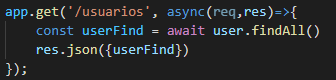 app.get('/usuarios', async(req,res)=>{
    const userFind = await user.findAll()
    res.json({userFind})
});